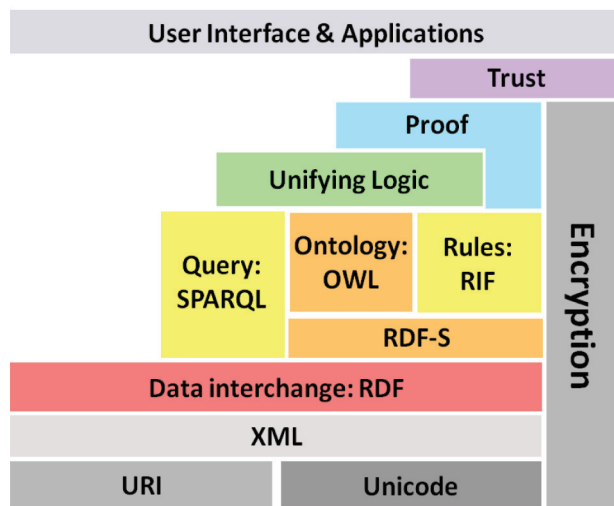 User Interface & Applications
Trust
Proof
Unifying Logic
Query:
SPARQL
Ontology:
OWL
Rules:
RIF
RDF-S
Data interchange: RDF
XML
URI
Unicode
Encryption